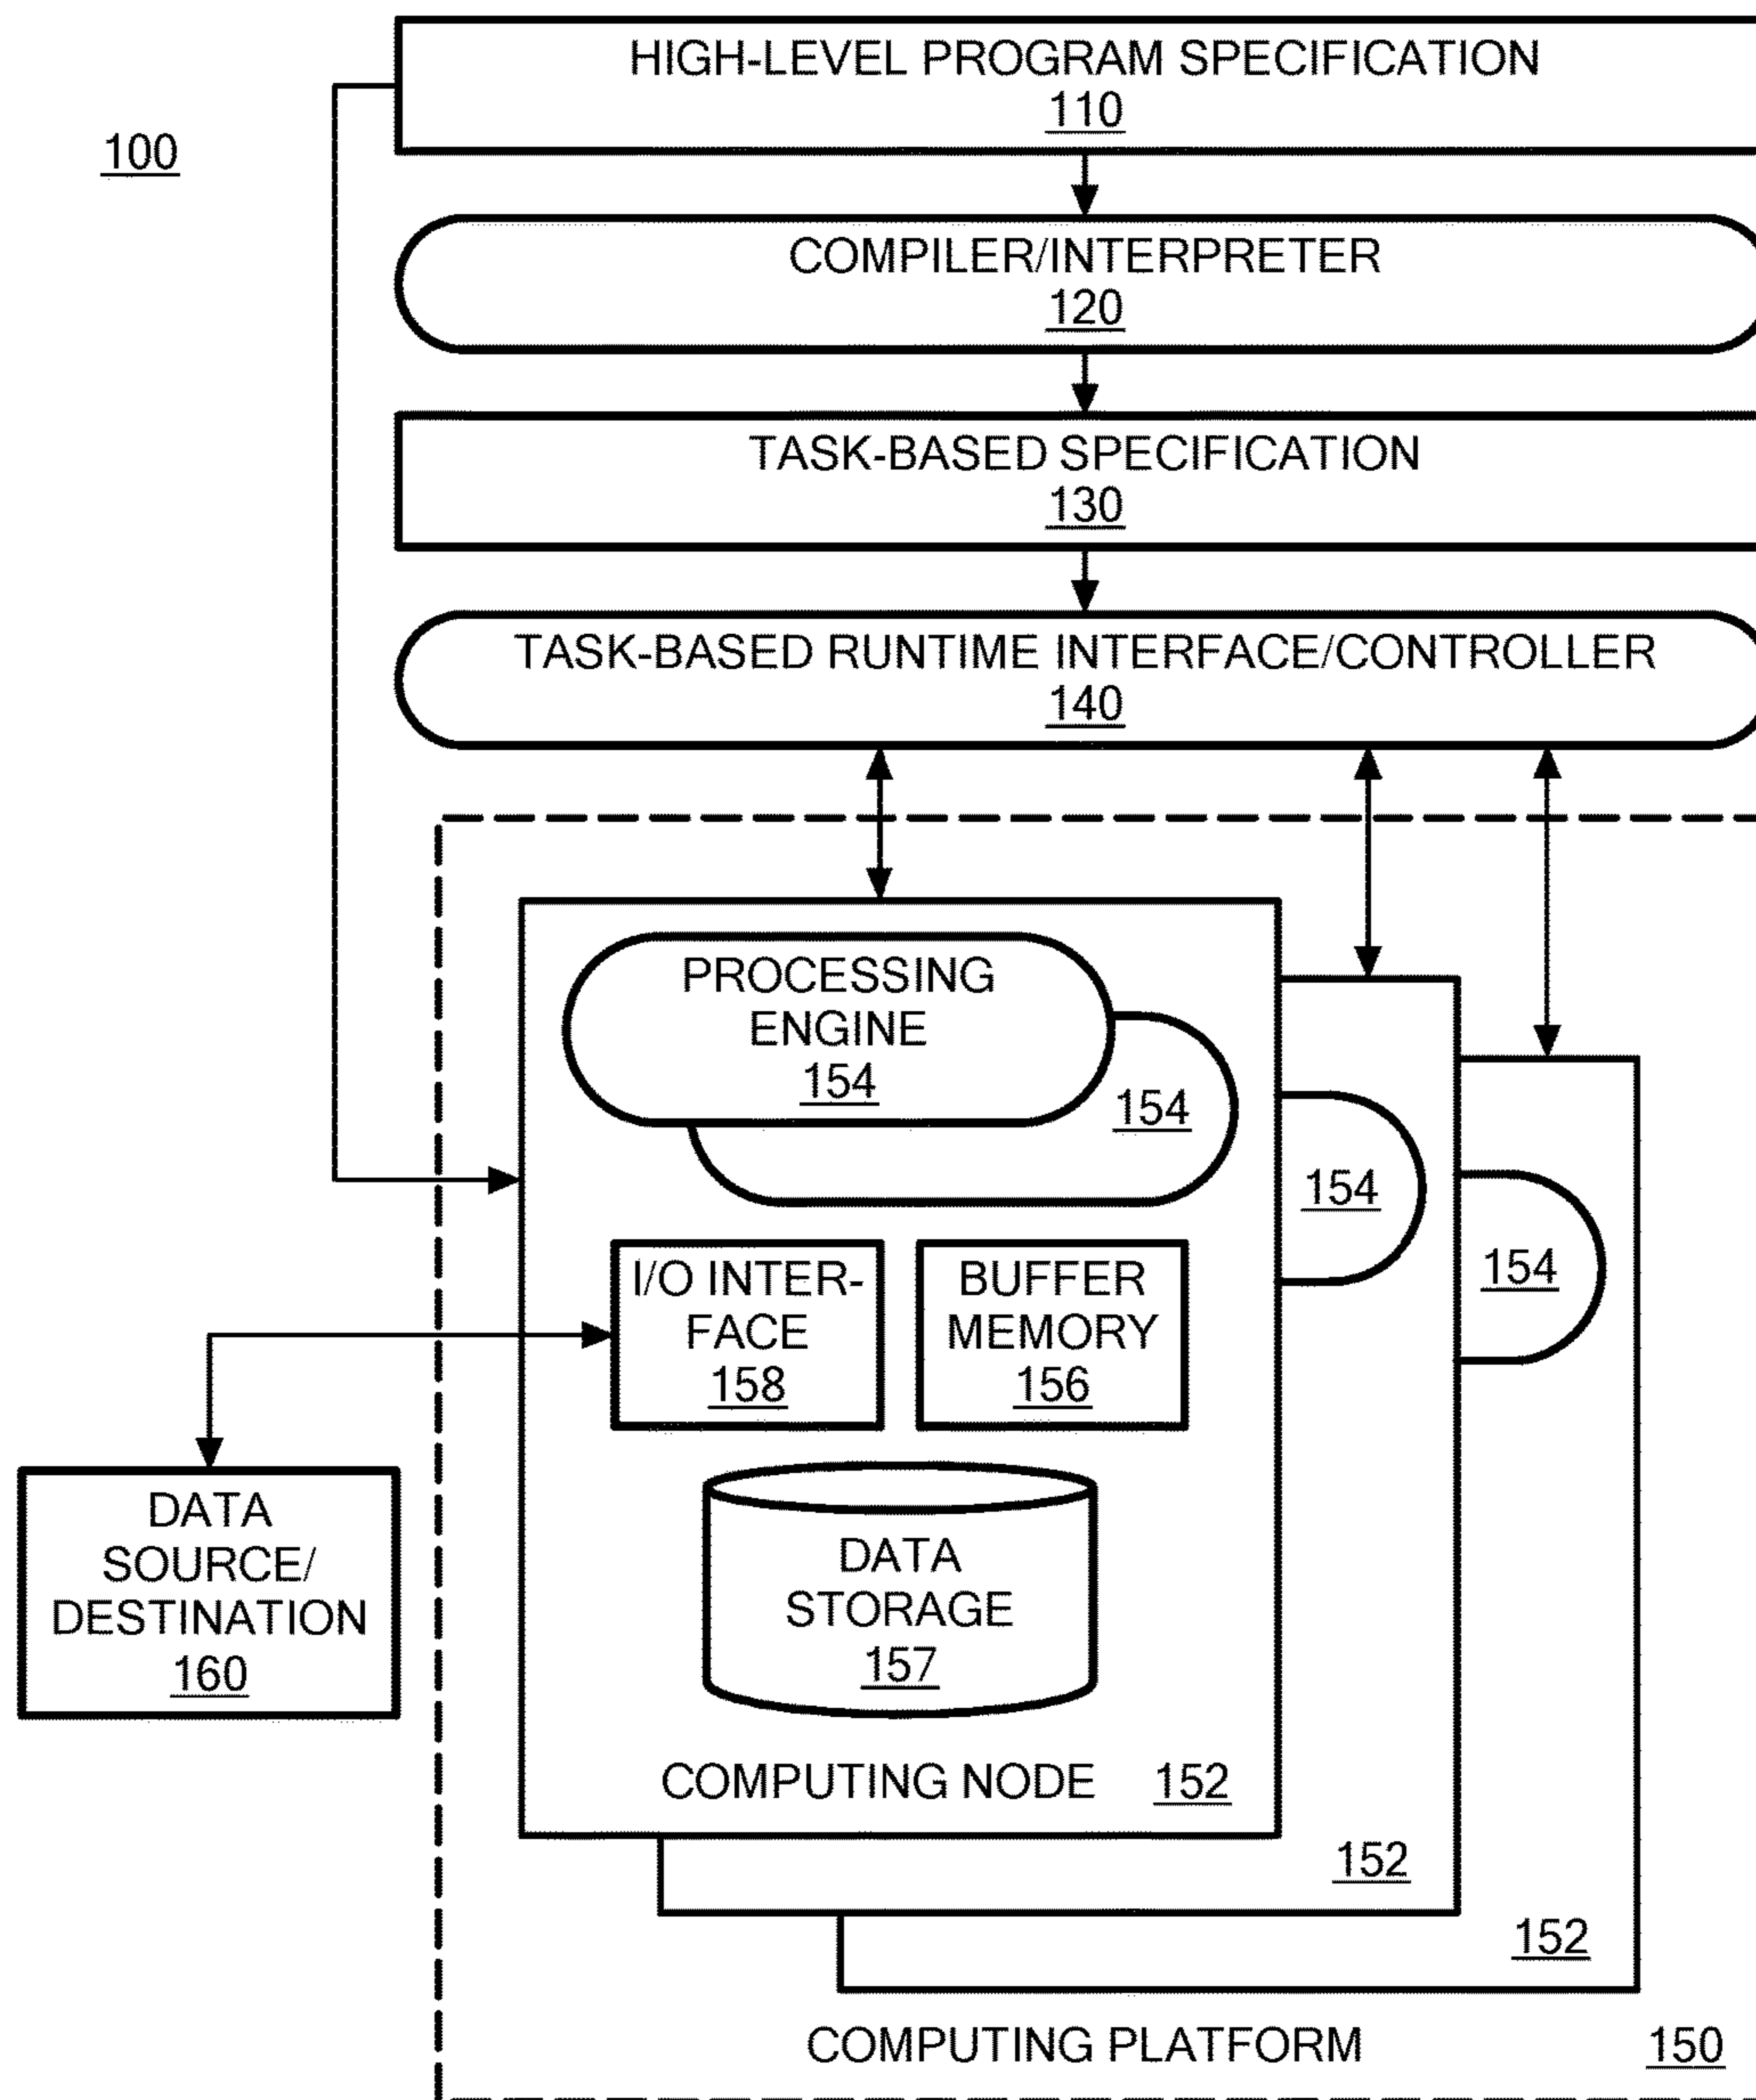 HIGH-LEVEL PROGRAM SPECIFICATION
110
100
COMPILER/INTERPRETER
120
TASK-BASED SPECIFICATION
130
TASK-BASED RUNTIME INTERFACE/CONTROLLER
140
PROCESSING
ENGINE
154
154
154
154
I/O INTER-
FACE
158
BUFFER
MEMORY
156
DATA
SOURCE/
DESTINATION
160
DATA
STORAGE
157
COMPUTING NODE 152
152
152
COMPUTING PLATFORM 150